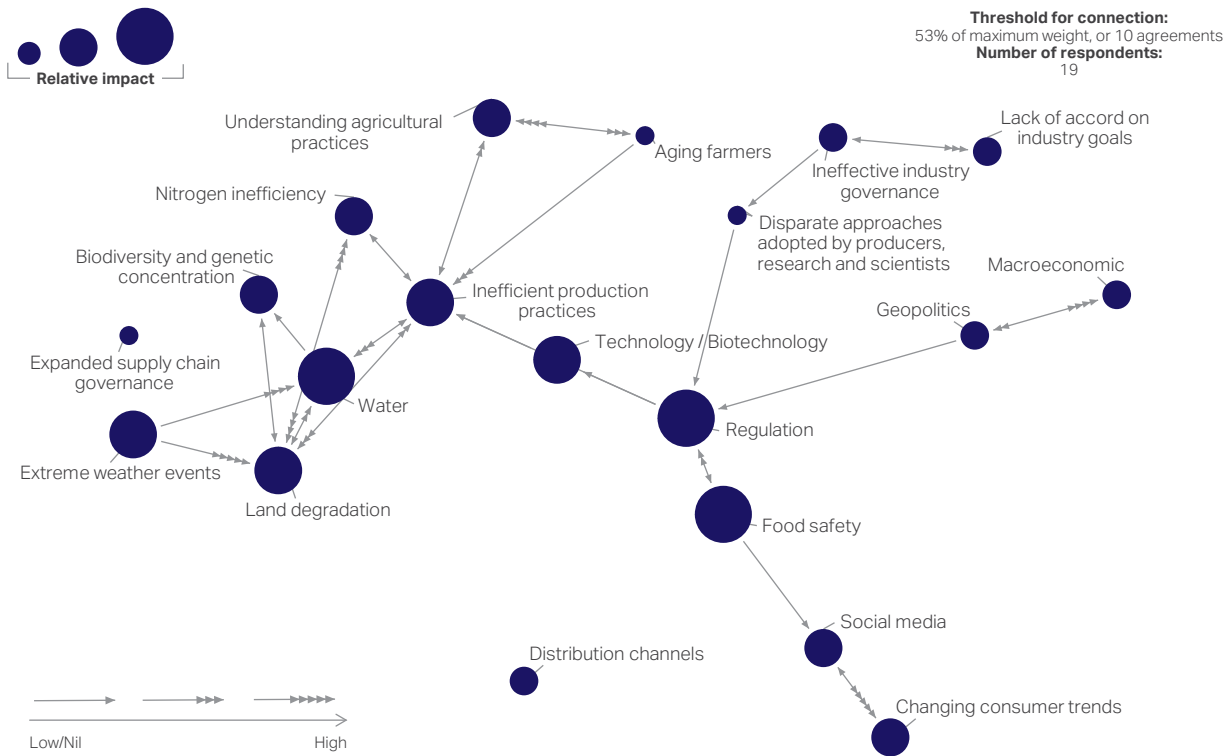 Threshold for connection:
53% of maximum weight, or 10 agreements
Number of respondents:
19
Relative impact
Understanding agricultural
practices
Aging farmers
Lack of accord on
industry goals
Ineffective industry
governance
Nitrogen inefficiency
Disparate approaches
adopted by producers,
research and scientists
Biodiversity and genetic
concentration
Macroeconomic
Inefficient production
practices
Geopolitics
Technology / Biotechnology
Expanded supply chain
governance
Water
Regulation
Extreme weather events
Land degradation
Food safety
Social media
Distribution channels
Changing consumer trends
Low/Nil
High